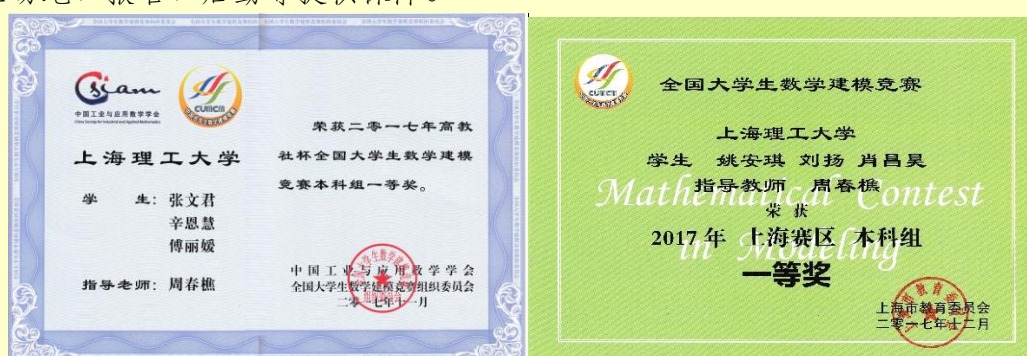 CSiam
中国工业与应用数学学会
CUMCM
上海理工大学
学 生: 张文君
辛恩慧
傅丽媛
指导老师: 周春樵
荣获二零一七年高教
社杯全国大学生数学建模
竞赛本科组一等奖。
中国工业与应用数学学会
全国大学生数学建模竞赛组织委员会
二零一七年十一月
CUMCM
全国大学生数学建模竞赛
上海理工大学
学生 姚安琪 刘扬 肖昌昊
指导教师 周春樵
Mathematical Contest
荣 获
2017年 上海赛区 本科组
in Modeling
一等奖
上海市教育委员会
二零一七年十二月